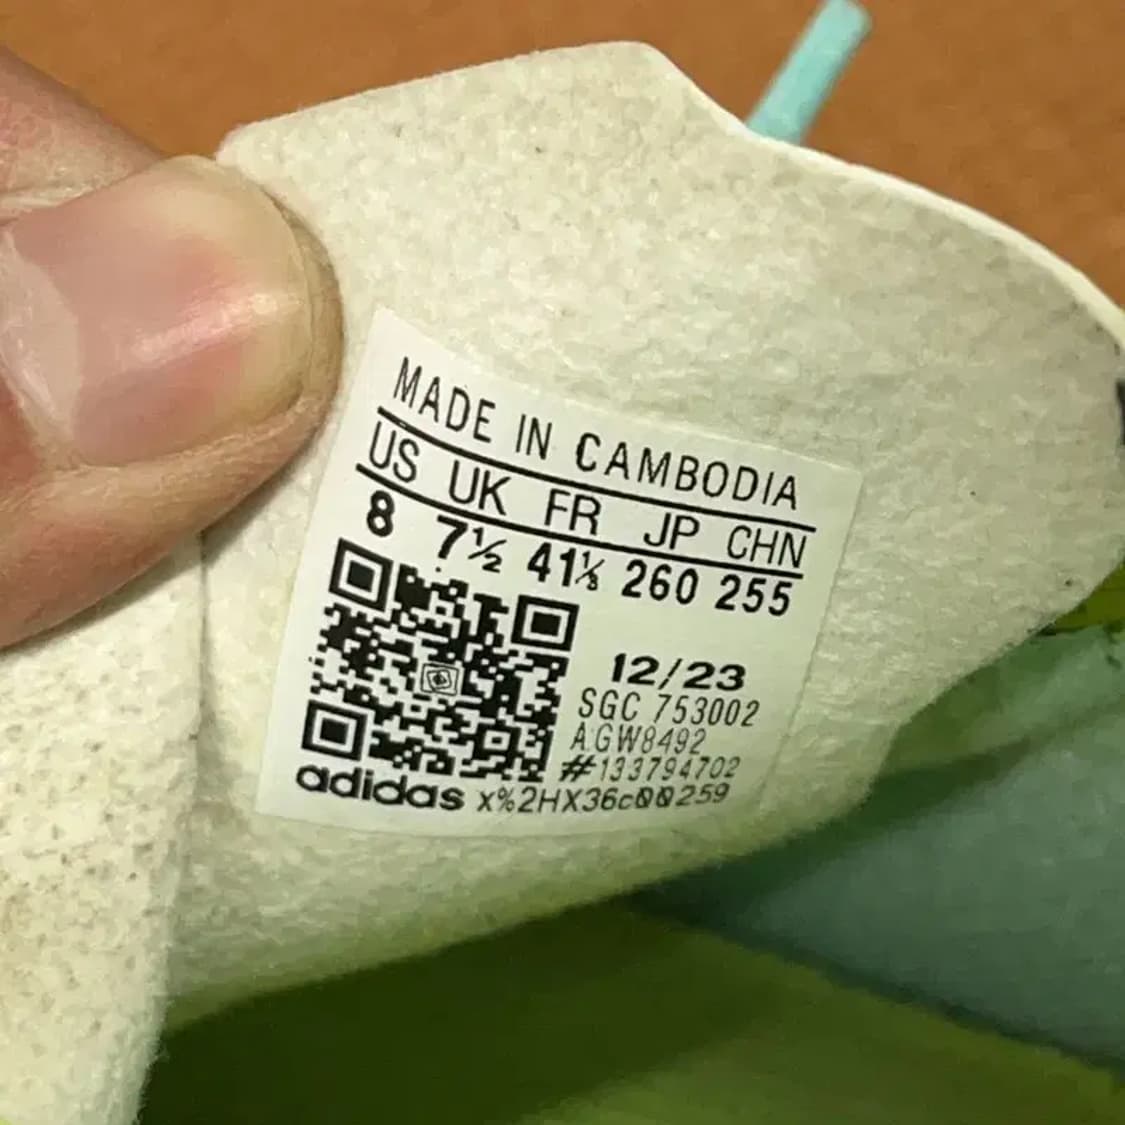 MADE IN CAMBODIA
US UK FR JP CHN
8 7½ 41⅓ 260 255
12/23
SGC 753002
AGW8492
#133794702
adidas x%2HX36c00259